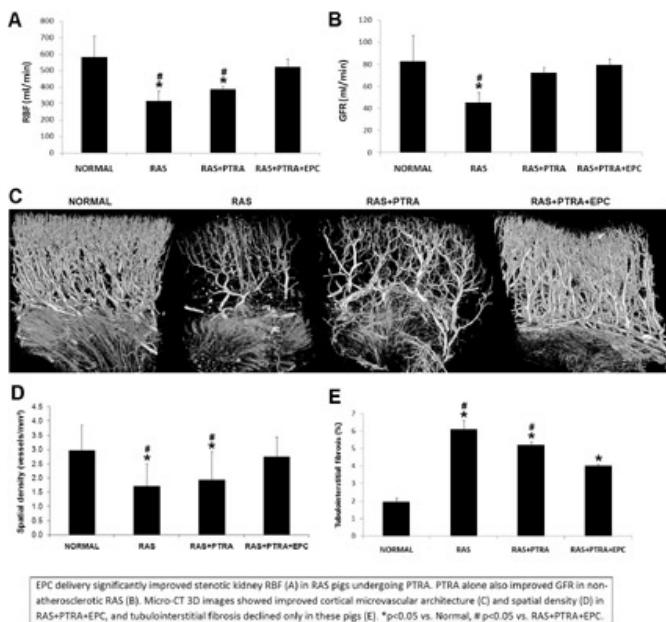 A
B
800
700
600
500
400
300
200
100
0
RBF (ml/min)
# #
* *
NORMAL RAS RAS+PTRA RAS+PTRA+EPC
120
100
80
60
40
20
0
GFR (ml/min)
#
*
NORMAL RAS RAS+PTRA RAS+PTRA+EPC
C
NORMAL RAS RAS+PTRA RAS+PTRA+EPC
D
4.5
4.0
3.5
3.0
2.5
2.0
1.5
1.0
0.5
0.0
Spatial density (vessels/mm²)
# #
* *
NORMAL RAS RAS+PTRA RAS+PTRA+EPC
E
8
6
4
2
0
Tubulointerstitial fibrosis (%)
# #
* * *
NORMAL RAS RAS+PTRA RAS+PTRA+EPC
EPC delivery significantly improved stenotic kidney RBF (A) in RAS pigs undergoing PTRA. PTRA alone also improved GFR in non-
atherosclerotic RAS (B). Micro-CT 3D images showed improved cortical microvascular architecture (C) and spatial density (D) in
RAS+PTRA+EPC, and tubulointerstitial fibrosis declined only in these pigs (E). *p<0.05 vs. Normal, # p<0.05 vs. RAS+PTRA+EPC.